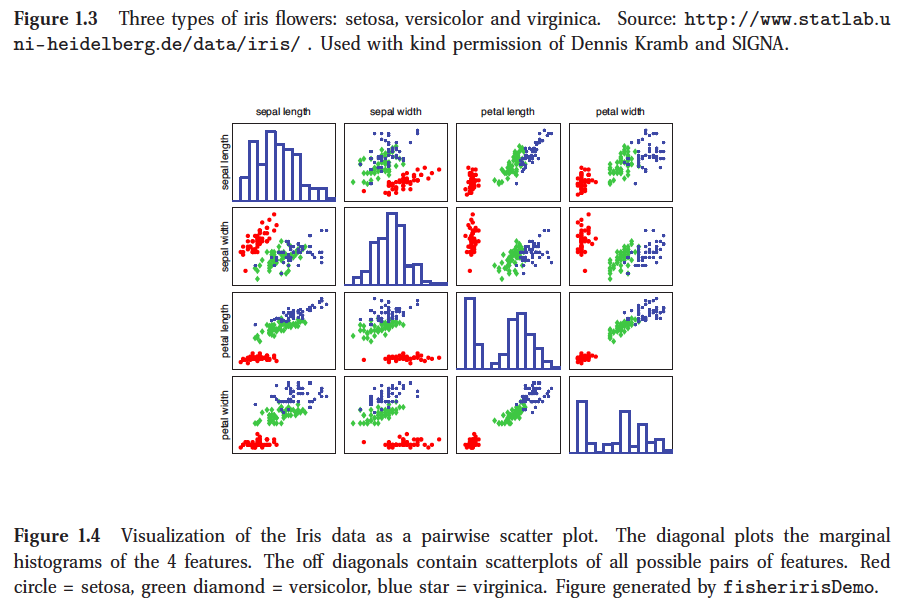 Figure 1.3 Three types of iris flowers: setosa, versicolor and virginica. Source: http://www.statlab.u
ni-heidelberg.de/data/iris/ . Used with kind permission of Dennis Kramb and SIGNA.
sepal length sepal width petal length petal width
sepal length
sepal width
petal length
petal width
Figure 1.4 Visualization of the Iris data as a pairwise scatter plot. The diagonal plots the marginal
histograms of the 4 features. The off diagonals contain scatterplots of all possible pairs of features. Red
circle = setosa, green diamond = versicolor, blue star = virginica. Figure generated by fisheririsDemo.